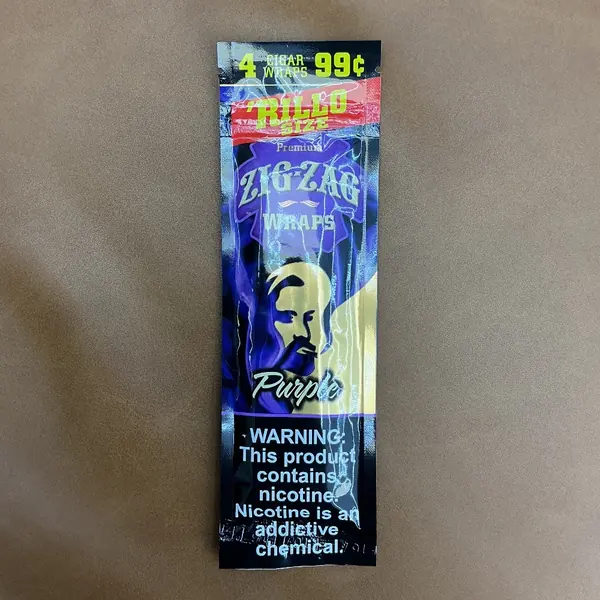 4 CIGAR WRAPS 99¢
'RILLO
SIZE
Premium
ZIG-ZAG
WRAPS
Purple
WARNING:
This product
contains
nicotine.
Nicotine is an
addictive
chemical.